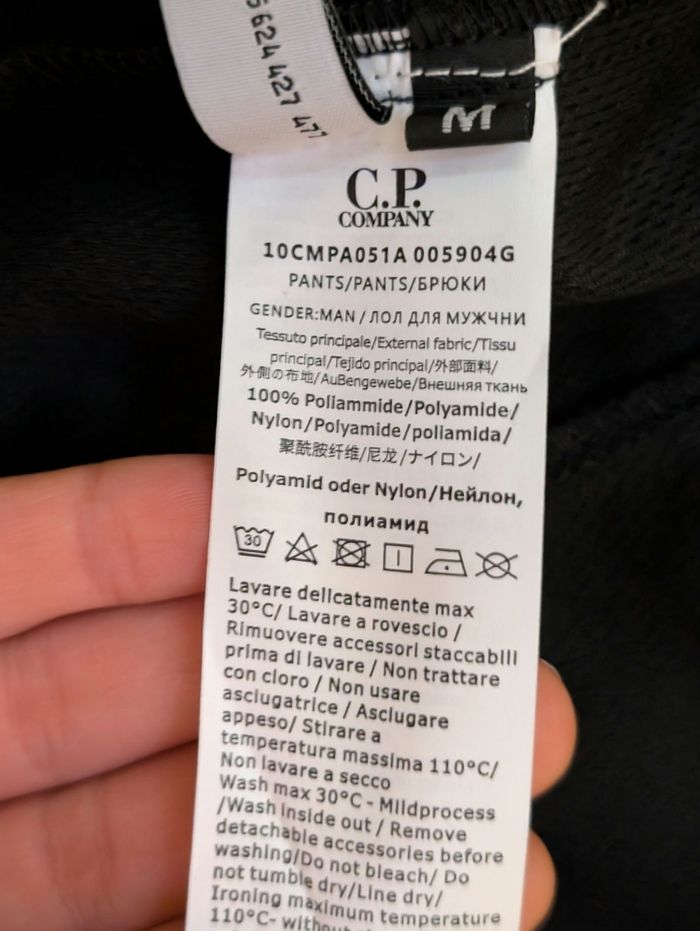 624 427 477
M
C.P.
COMPANY
10CMPA051A 005904G
PANTS/PANTS/БРЮКИ
GENDER:MAN / ЛОЛ ДЛЯ МУЖЧНИ
Tessuto principale/External fabric/Tissu
principal/Tejido principal/外部面料/
外側の布地/Außengewebe/Внешняя ткань
100% Poliammide/Polyamide/
Nylon/Polyamide/poliamida/
聚酰胺纤维/尼龙/ナイロン/
Polyamid oder Nylon/Нейлон,
полиамид
30
Lavare delicatamente max
30°C/ Lavare a rovescio /
Rimuovere accessori staccabili
prima di lavare / Non trattare
con cloro / Non usare
asciugatrice / Asciugare
appeso/ Stirare a
temperatura massima 110°C/
Non lavare a secco
Wash max 30°C - Mildprocess
/Wash inside out / Remove
detachable accessories before
washing/Do not bleach/ Do
not tumble dry/Line dry/
Ironing maximum temperature
110°C- without